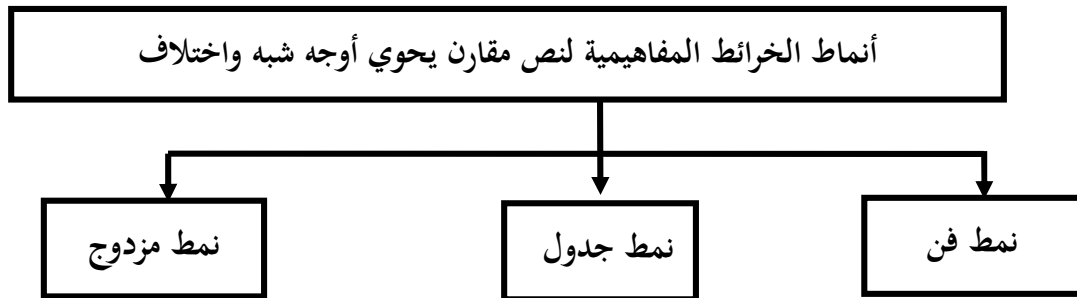 أنماط الخرائط المفاهيمية لنص مقارن يحوي أوجه شبه واختلاف
نمط فن
نمط جدول
نمط مزدوج